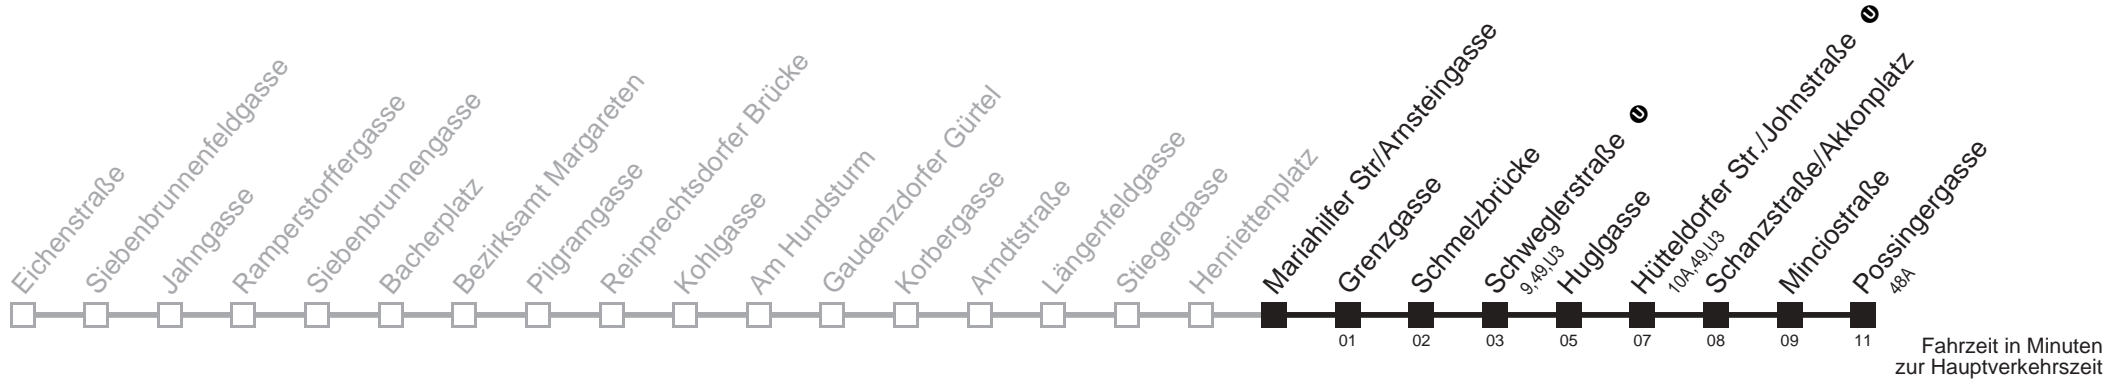 Eichenstraße
Siebenbrunnenfeldgasse
Jahngasse
Ramperstorffergasse
Siebenbrunnengasse
Bacherplatz
Bezirksamt Margareten
Pilgramgasse
Reinprechtsdorfer Brücke
Kohlgasse
Am Hundsturm
Gaudenzdorfer Gürtel
Korbergasse
Arndtstraße
Längenfeldgasse
Stiegergasse
Henriettenplatz
Mariahilfer Str/Arnsteingasse
Grenzgasse
Schmelzbrücke
Schweglerstraße U
9,49,U3
Huglgasse
Hütteldorfer Str./Johnstraße U
10A,49,U3
Schanzstraße/Akkonplatz
Minciostraße
Possingergasse
48A
01 02 03 05 07 08 09 11
Fahrzeit in Minuten
zur Hauptverkehrszeit